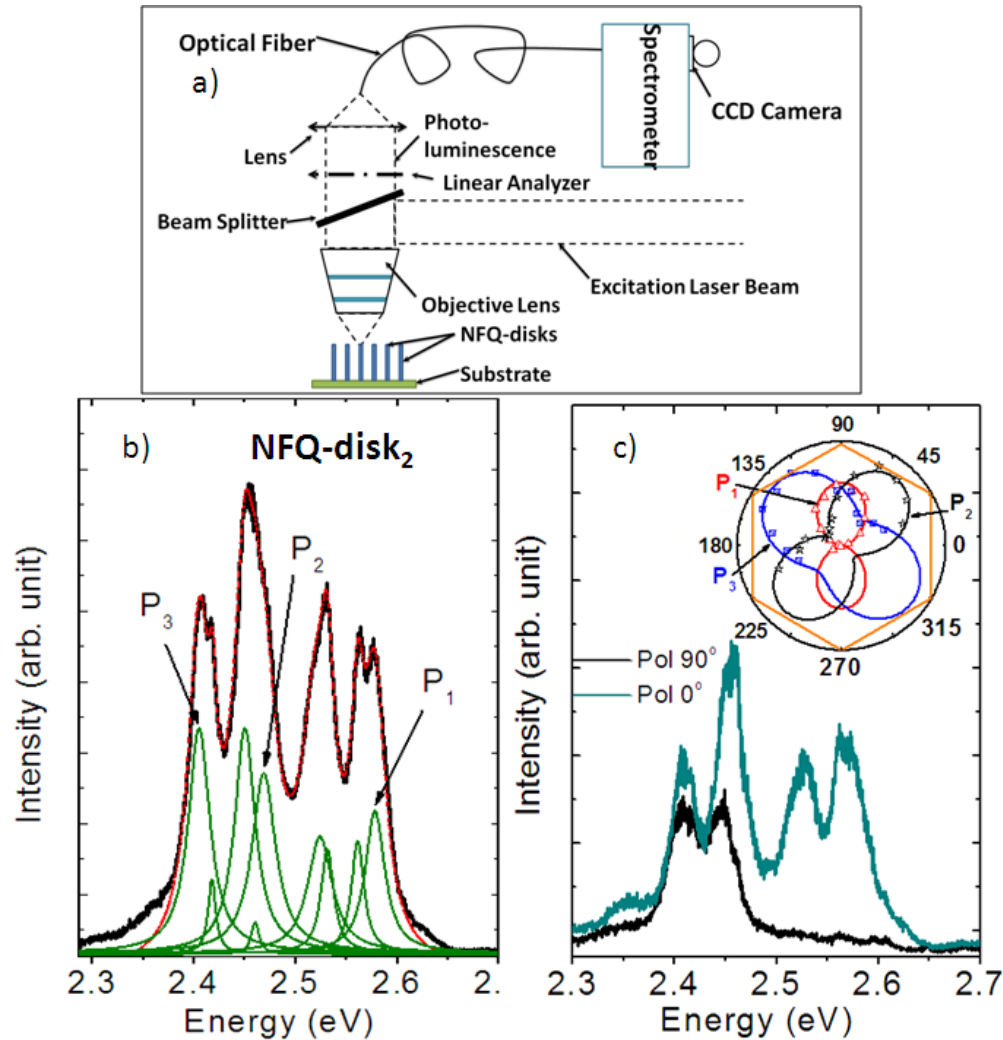 Optical Fiber
a)
Spectrometer
CCD Camera
Lens
Photo-
luminescence
Linear Analyzer
Beam Splitter
Excitation Laser Beam
Objective Lens
NFQ-disks
Substrate
b)
NFQ-disk₂
P₃
P₂
P₁
Intensity (arb. unit)
2.3
2.4
2.5
2.6
2.
Energy (eV)
c)
90
135
45
P₁
P₂
180
0
P₃
225
315
270
Pol 90°
Pol 0°
Intensity (arb. unit)
2.3
2.4
2.5
2.6
2.7
Energy (eV)